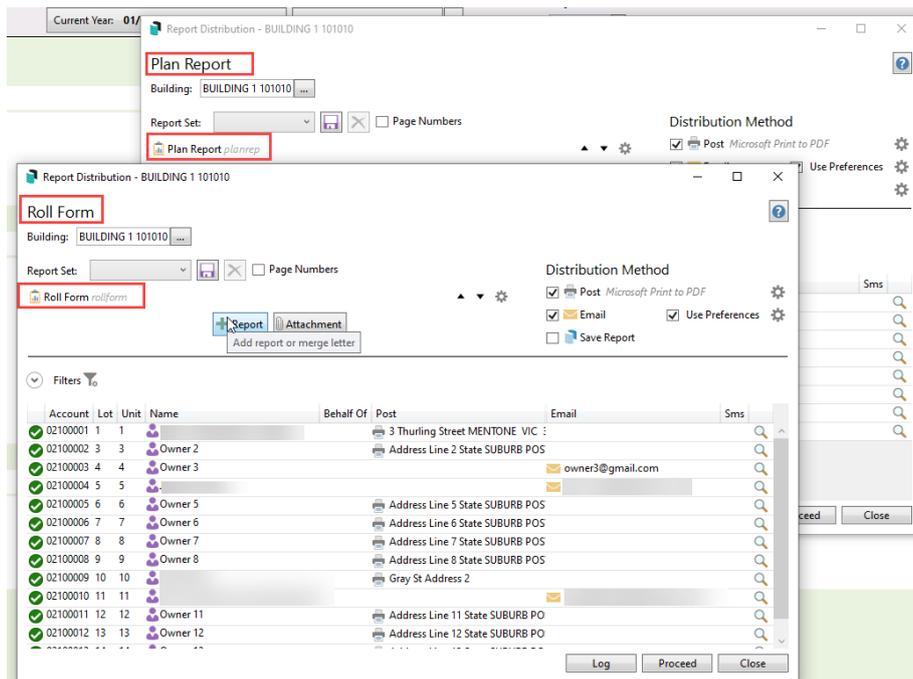 Current Year: 01/
Report Distribution - BUILDING 1 101010
Plan Report
Building: BUILDING 1 101010 ...
Report Set: Page Numbers
Distribution Method
Plan Report planrep
Post Microsoft Print to PDF
Use Preferences
Sms
ceed Close
Report Distribution - BUILDING 1 101010
Roll Form
Building: BUILDING 1 101010 ...
Report Set: Page Numbers
Distribution Method
Roll Form rollform
Post Microsoft Print to PDF
Report Attachment
Email Use Preferences
Add report or merge letter
Save Report
Filters
Account Lot Unit Name Behalf Of Post Email Sms
02100001 1 1 3 Thurling Street MENTONE VIC
02100002 3 3 Owner 2 Address Line 2 State SUBURB POS
02100003 4 4 Owner 3 owner3@gmail.com
02100004 5 5
02100005 6 6 Owner 5 Address Line 5 State SUBURB POS
02100006 7 7 Owner 6 Address Line 6 State SUBURB POS
02100007 8 8 Owner 7 Address Line 7 State SUBURB POS
02100008 9 9 Owner 8 Address Line 8 State SUBURB POS
02100009 10 10 Gray St Address 2
02100010 11 11
02100011 12 12 Owner 11 Address Line 11 State SUBURB PO
02100012 13 13 Owner 12 Address Line 12 State SUBURB PO
Log Proceed Close